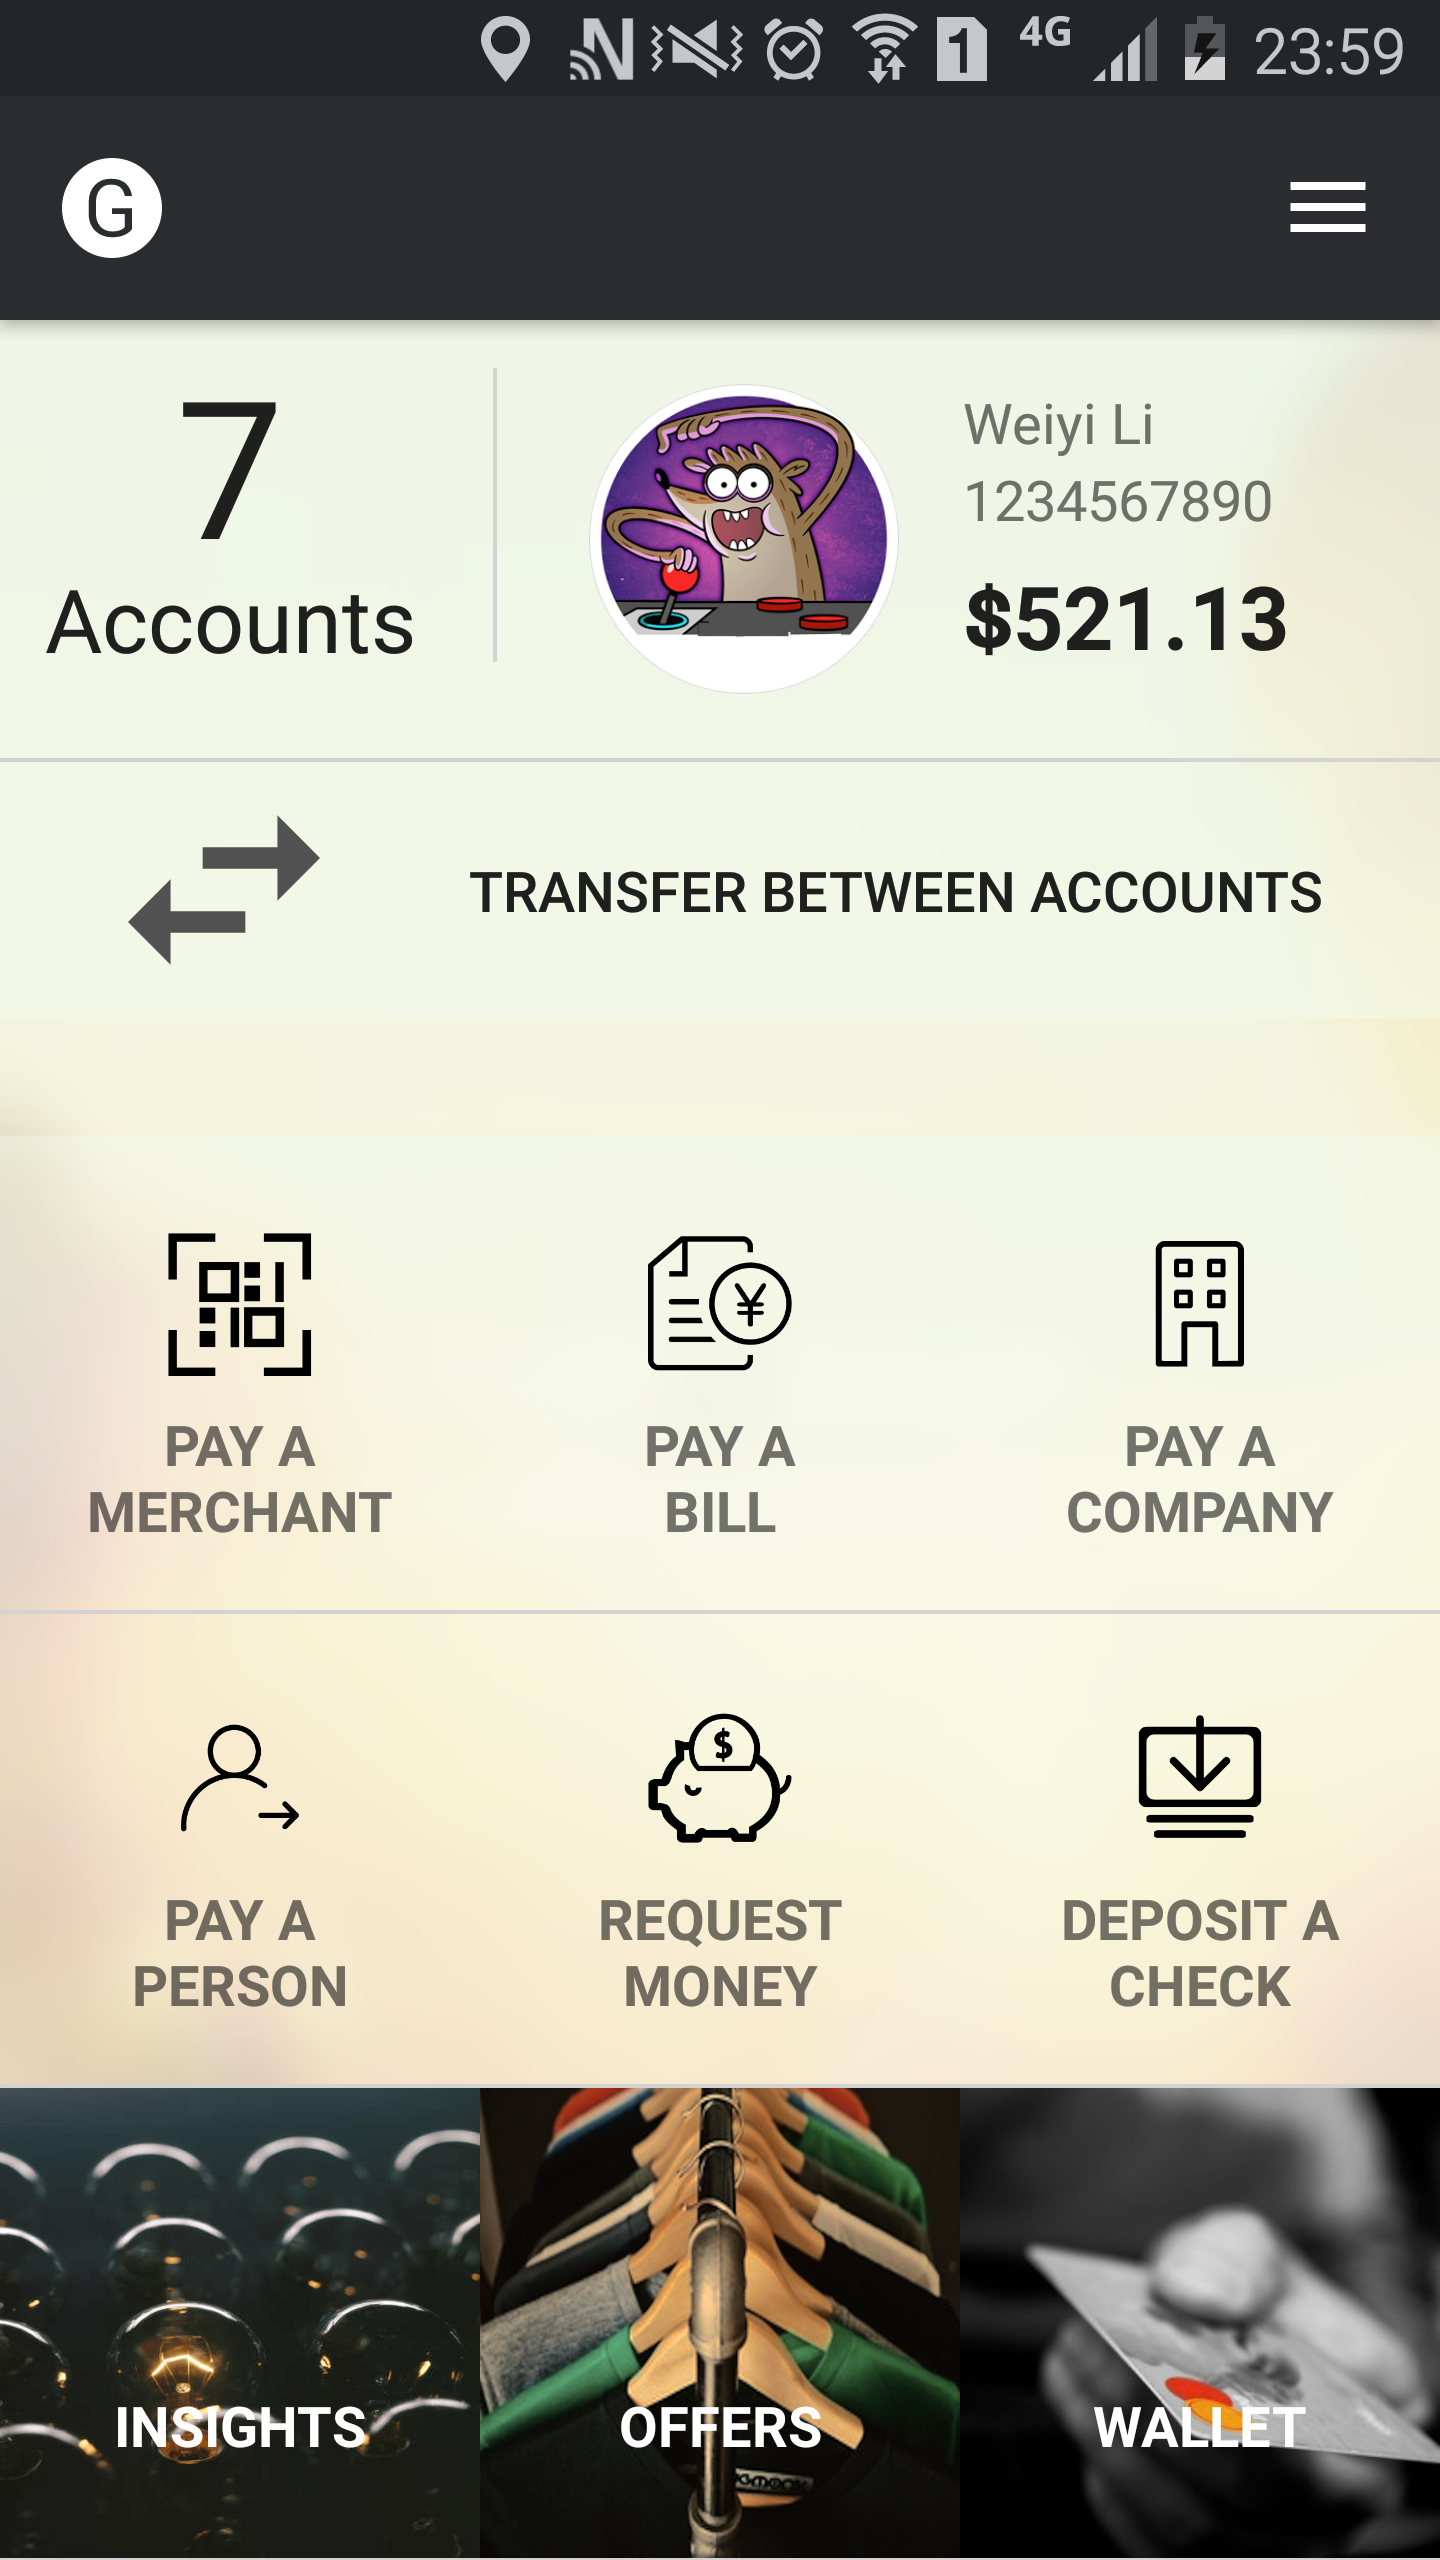 4G 23:59
G
7
Accounts
Weiyi Li
1234567890
$521.13
TRANSFER BETWEEN ACCOUNTS
PAY A
MERCHANT
PAY A
BILL
PAY A
COMPANY
PAY A
PERSON
REQUEST
MONEY
DEPOSIT A
CHECK
INSIGHTS
OFFERS
WALLET